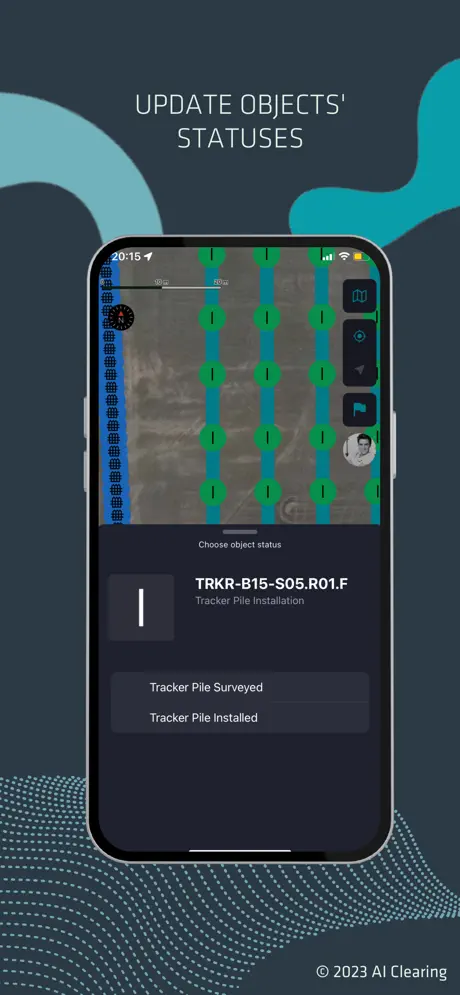 UPDATE OBJECTS'
STATUSES
20:15
10 m
20 m
N
Choose object status
TRKR-B15-S05.R01.F
Tracker Pile Installation
Tracker Pile Surveyed
Tracker Pile Installed
© 2023 AI Clearing